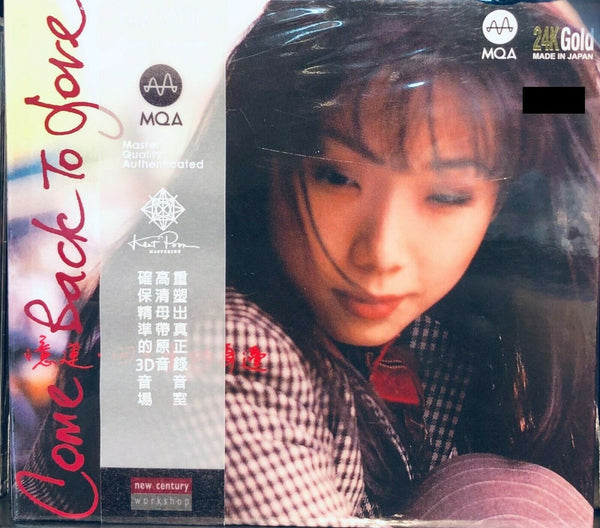 Come Back To Love
MQA
Master
Quality
Authenticated
Kent Poon
MASTERING
重塑出真正錄音室
高清母帶原音
確保精準的3D音場
new century
workshop
MQA
24K Gold
MADE IN JAPAN